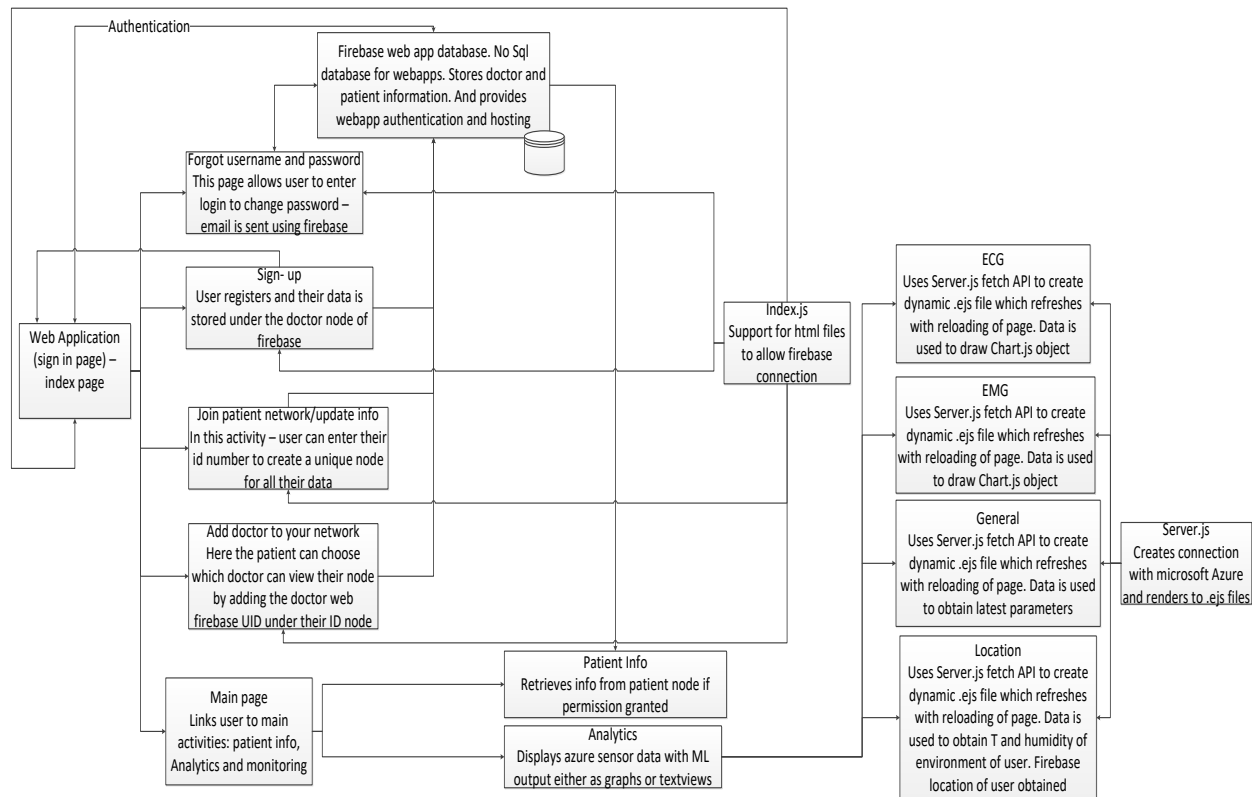 Authentication
Firebase web app database. No Sql
database for webapps. Stores doctor and
patient information. And provides
webapp authentication and hosting
Forgot username and password
This page allows user to enter
login to change password –
email is sent using firebase
Sign- up
User registers and their data is
stored under the doctor node of
firebase
Web Application
(sign in page) –
index page
Join patient network/update info
In this activity – user can enter their
id number to create a unique node
for all their data
Add doctor to your network
Here the patient can choose
which doctor can view their node
by adding the doctor web
firebase UID under their ID node
Main page
Links user to main
activities: patient info,
Analytics and monitoring
Patient Info
Retrieves info from patient node if
permission granted
Analytics
Displays azure sensor data with ML
output either as graphs or textviews
Index.js
Support for html files
to allow firebase
connection
ECG
Uses Server.js fetch API to create
dynamic .ejs file which refreshes
with reloading of page. Data is
used to draw Chart.js object
EMG
Uses Server.js fetch API to create
dynamic .ejs file which refreshes
with reloading of page. Data is used
to draw Chart.js object
General
Uses Server.js fetch API to create
dynamic .ejs file which refreshes
with reloading of page. Data is used
to obtain latest parameters
Location
Uses Server.js fetch API to create
dynamic .ejs file which refreshes
with reloading of page. Data is
used to obtain T and humidity of
environment of user. Firebase
location of user obtained
Server.js
Creates connection
with microsoft Azure
and renders to .ejs files